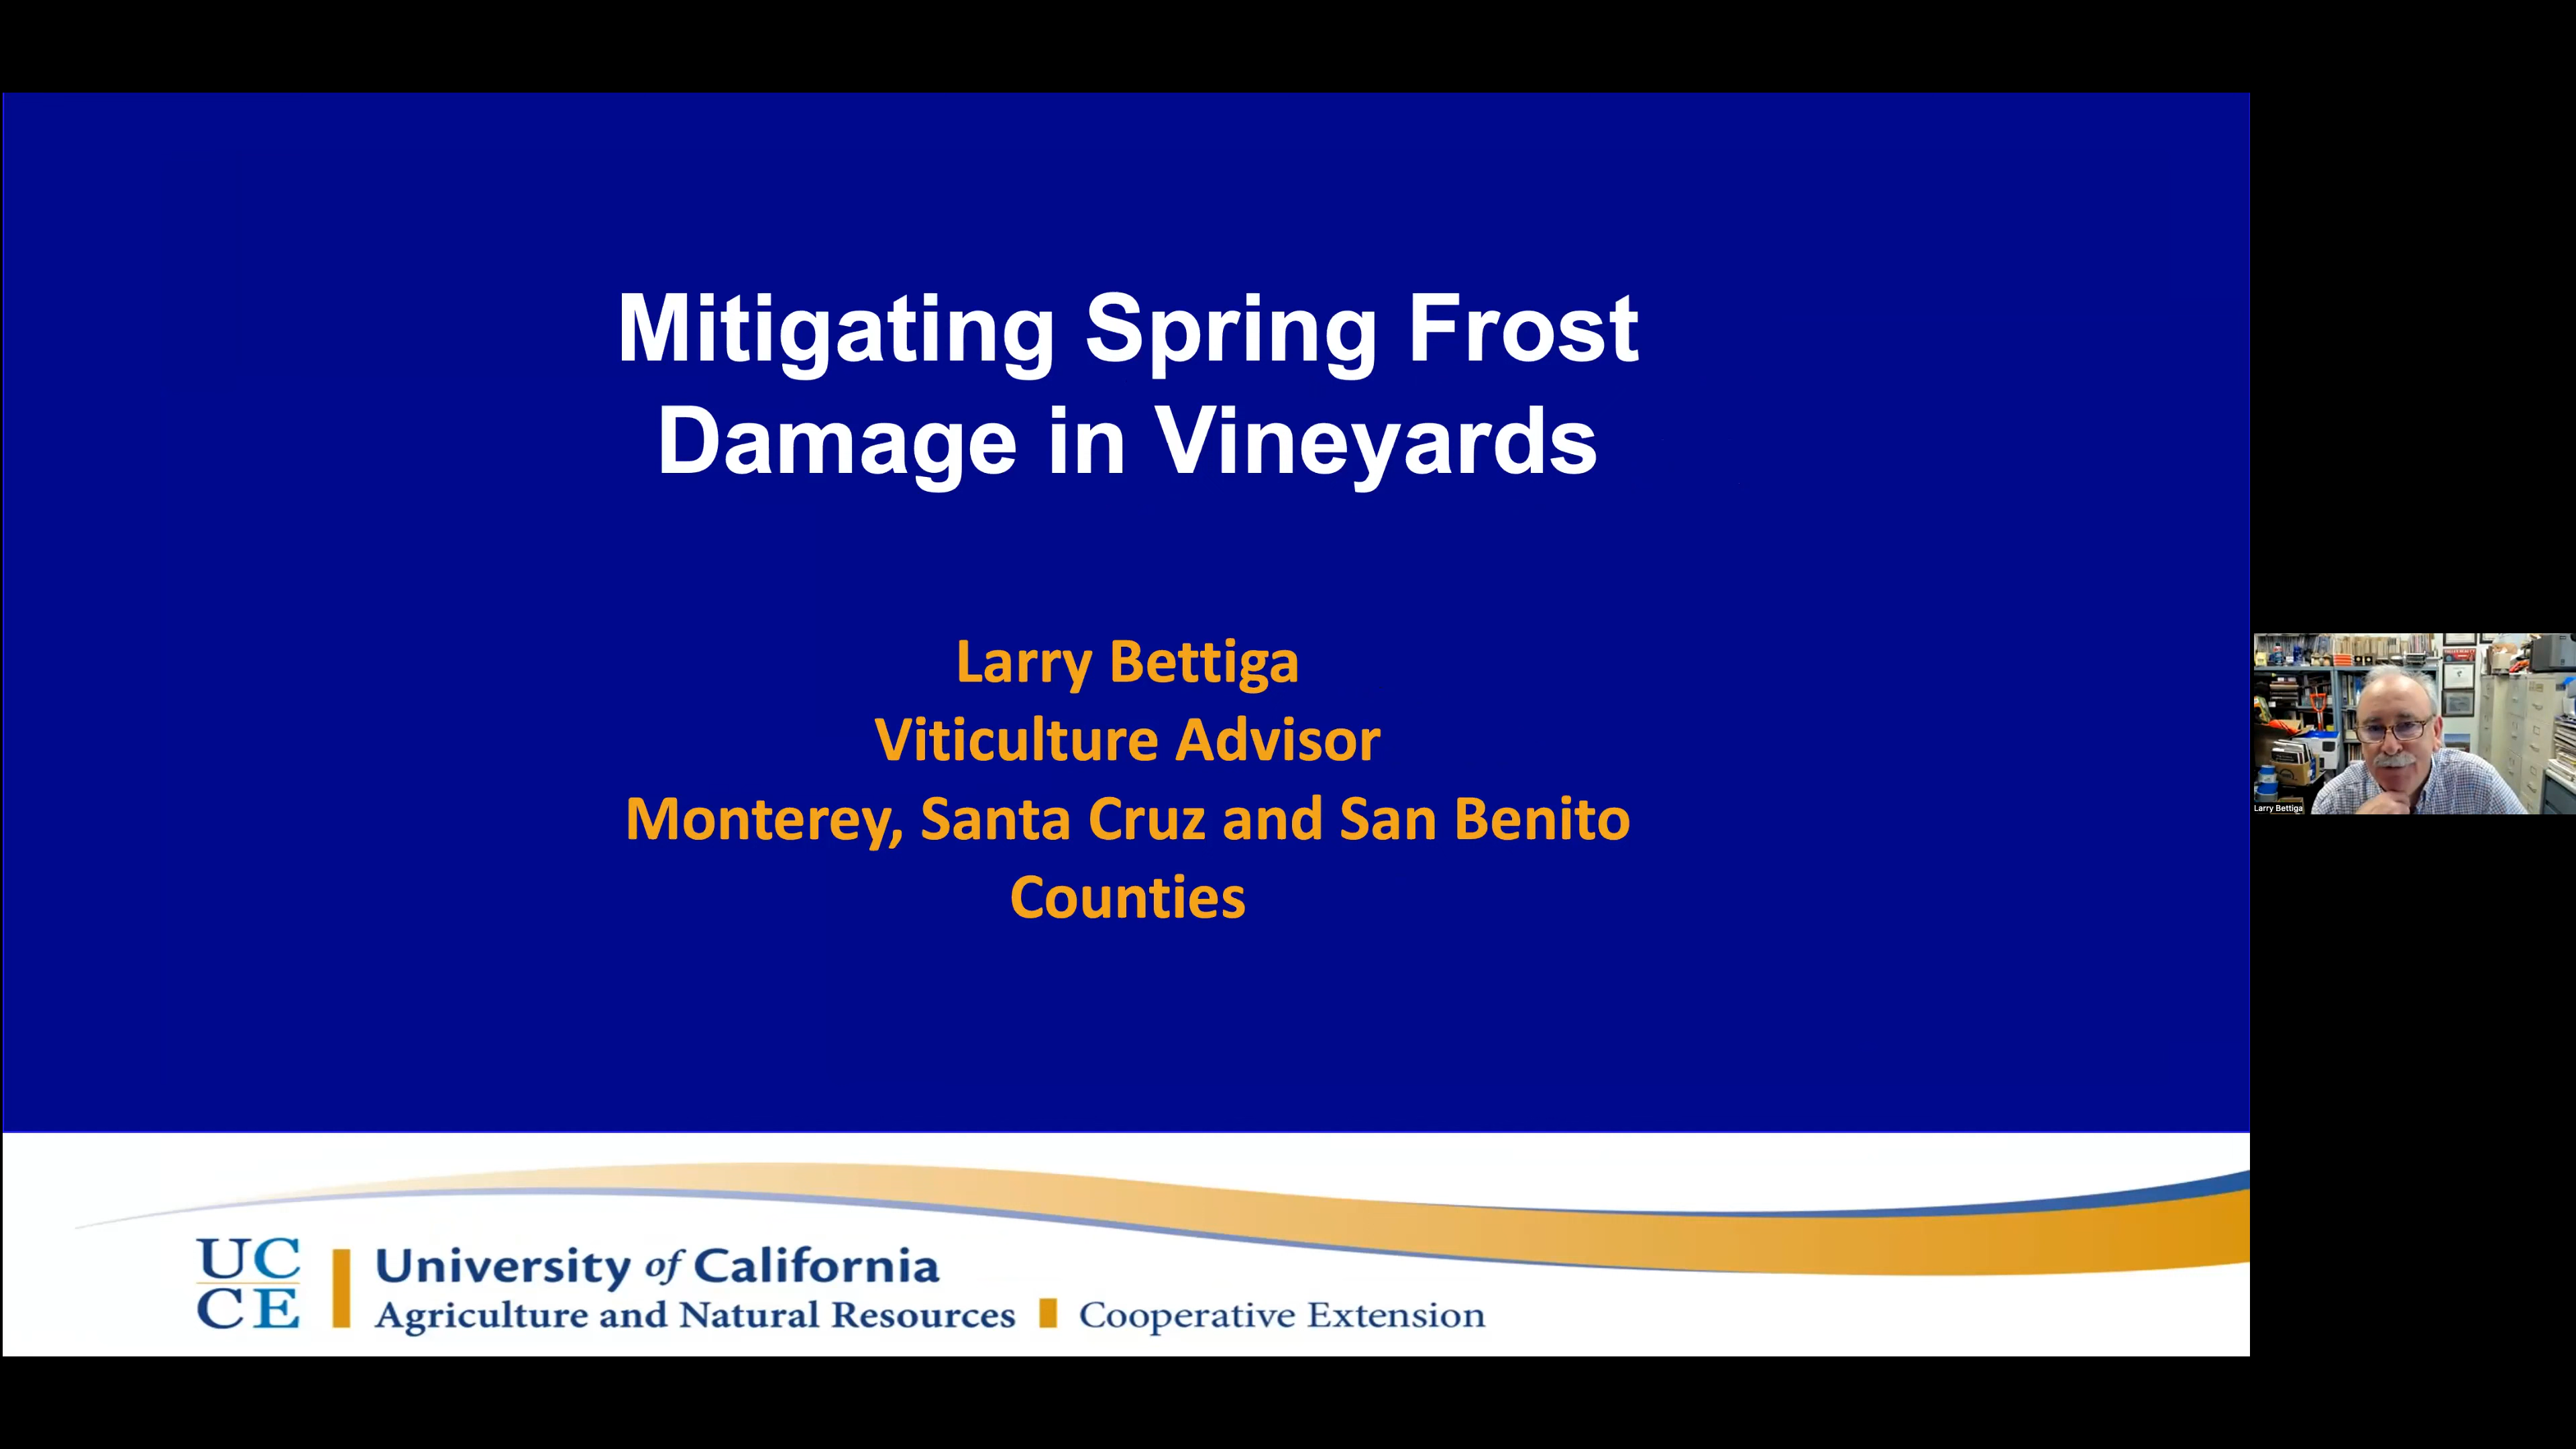 Mitigating Spring Frost
Damage in Vineyards
Larry Bettiga
Viticulture Advisor
Monterey, Santa Cruz and San Benito
Counties
Larry Bettiga
UC
CE
University of California
Agriculture and Natural Resources
Cooperative Extension